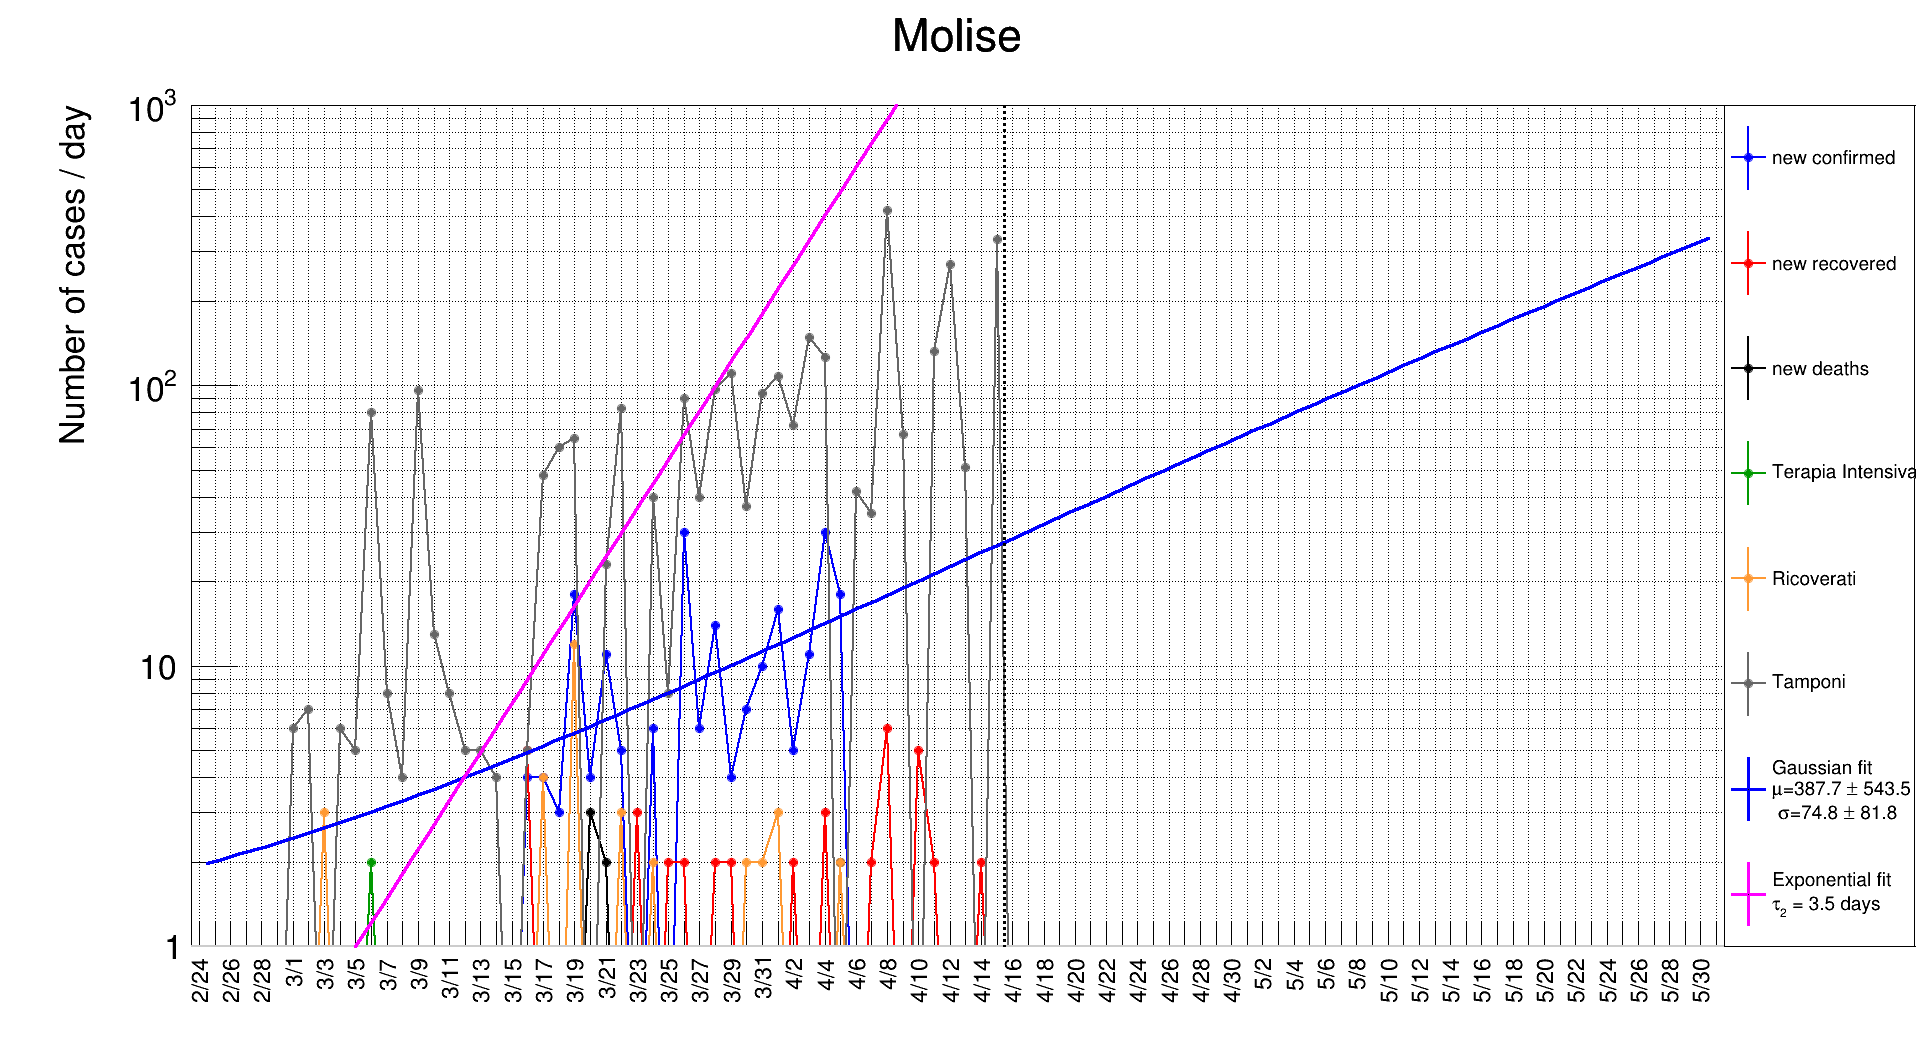 Molise
Number of cases / day
10³
10²
10
1
2/24 2/26 2/28 3/1 3/3 3/5 3/7 3/9 3/11 3/13 3/15 3/17 3/19 3/21 3/23 3/25 3/27 3/29 3/31 4/2 4/4 4/6 4/8 4/10 4/12 4/14 4/16 4/18 4/20 4/22 4/24 4/26 4/28 4/30 5/2 5/4 5/6 5/8 5/10 5/12 5/14 5/16 5/18 5/20 5/22 5/24 5/26 5/28 5/30
new confirmed
new recovered
new deaths
Terapia Intensiva
Ricoverati
Tamponi
Gaussian fit
μ=387.7 ± 543.5
σ=74.8 ± 81.8
Exponential fit
τ₂ = 3.5 days